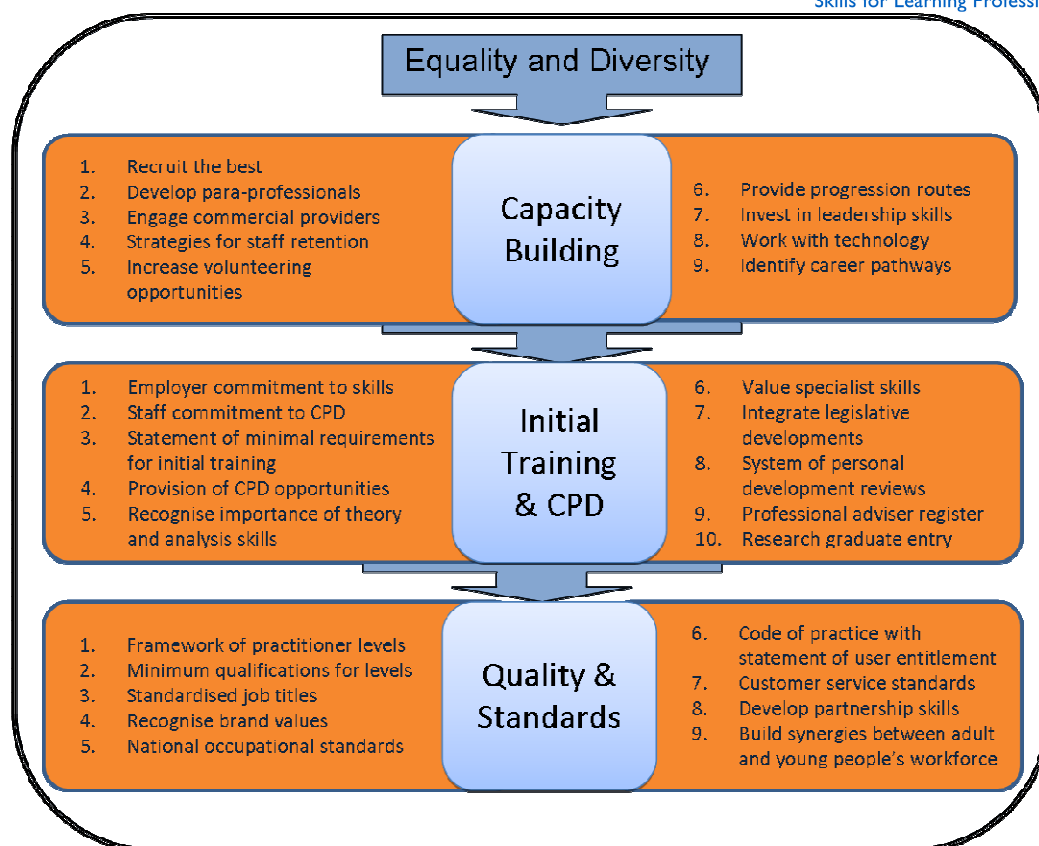 Skills for Learning
Equality and Diversity
1. Recruit the best
2. Develop para-professionals
3. Engage commercial providers
4. Strategies for staff retention
5. Increase volunteering
opportunities
Capacity
Building
6. Provide progression routes
7. Invest in leadership skills
8. Work with technology
9. Identify career pathways
1. Employer commitment to skills
2. Staff commitment to CPD
3. Statement of minimal requirements
for initial training
4. Provision of CPD opportunities
5. Recognise importance of theory
and analysis skills
Initial
Training
& CPD
6. Value specialist skills
7. Integrate legislative
developments
8. System of personal
development reviews
9. Professional adviser register
10. Research graduate entry
1. Framework of practitioner levels
2. Minimum qualifications for levels
3. Standardised job titles
4. Recognise brand values
5. National occupational standards
Quality &
Standards
6. Code of practice with
statement of user entitlement
7. Customer service standards
8. Develop partnership skills
9. Build synergies between adult
and young people's workforce